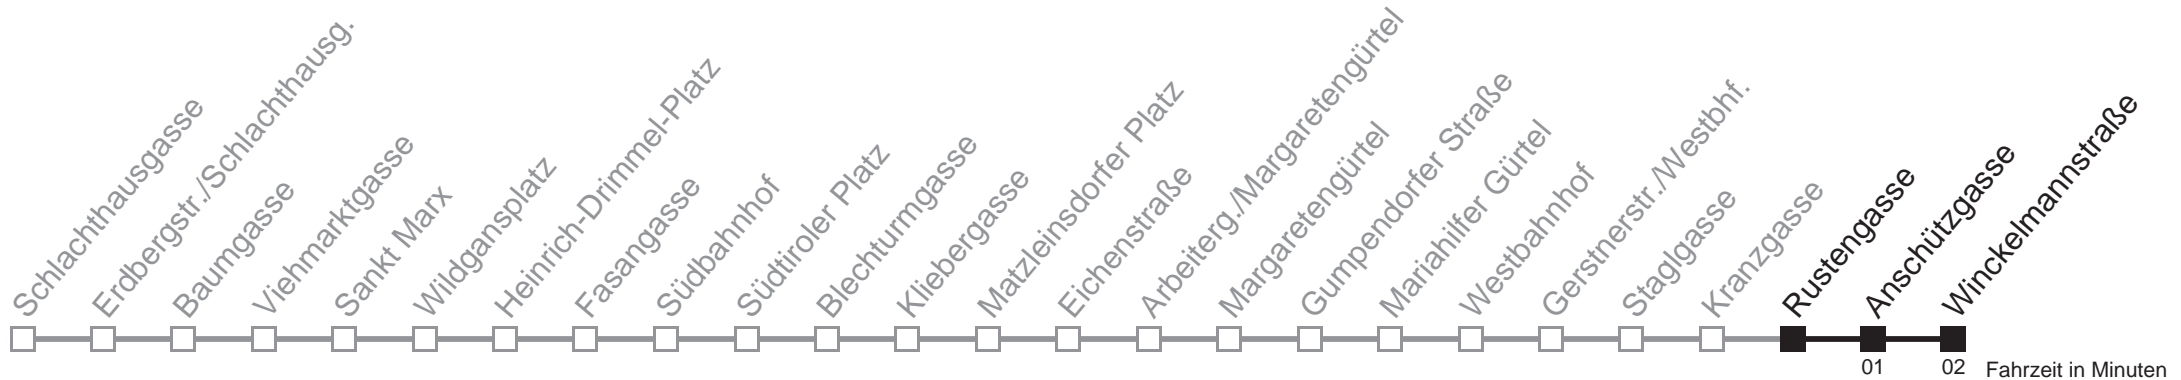 Schlachthausgasse
Erdbergstr./Schlachthausg.
Baumgasse
Viehmarktgasse
Sankt Marx
Wildgansplatz
Heinrich-Drimmel-Platz
Fasangasse
Südbahnhof
Südtiroler Platz
Blechturmgasse
Kliebergasse
Matzleinsdorfer Platz
Eichenstraße
Arbeiterg./Margaretengürtel
Margaretengürtel
Gumpendorfer Straße
Mariahilfer Gürtel
Westbahnhof
Gerstnerstr./Westbhf.
Staglgasse
Kranzgasse
Rustengasse
Anschützgasse
Winckelmannstraße
01 02 Fahrzeit in Minuten